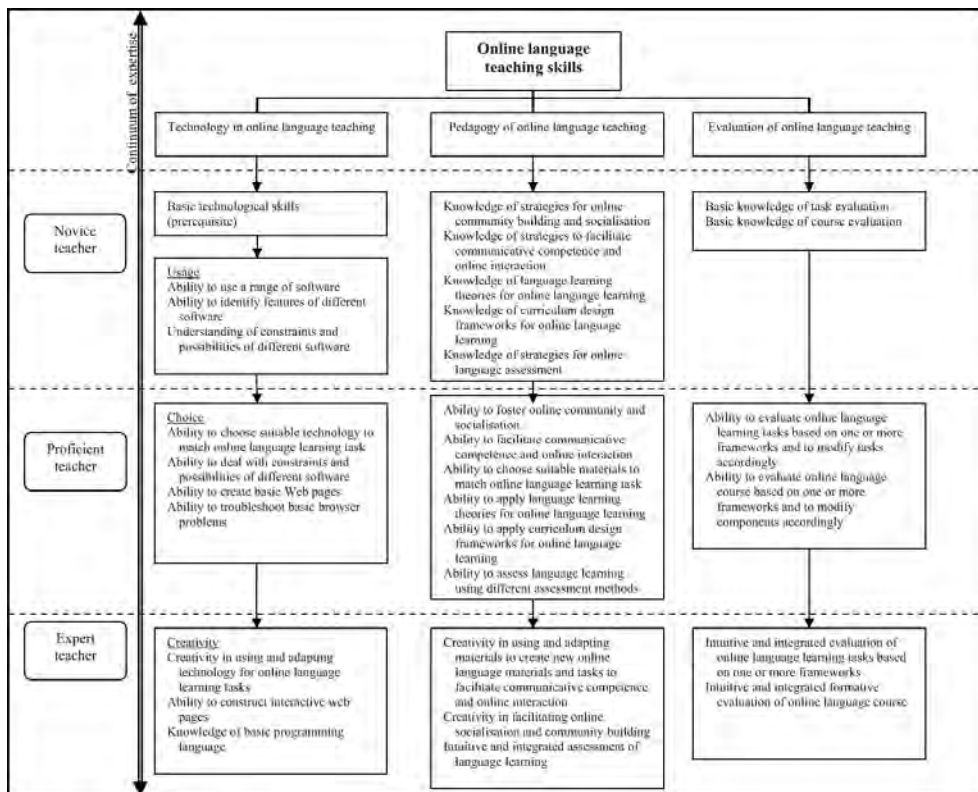 Continuum of expertise
Online language
teaching skills
Technology in online language teaching
Pedagogy of online language teaching
Evaluation of online language teaching
Novice
teacher
Basic technological skills
(prerequisite)
Usage
Ability to use a range of software
Ability to identify features of different
software
Understanding of constraints and
possibilities of different software
Knowledge of strategies for online
community building and socialisation
Knowledge of strategies to facilitate
communicative competence and
online interaction
Knowledge of language learning
theories for online language learning
Knowledge of curriculum design
frameworks for online language
learning
Knowledge of strategies for online
language assessment
Basic knowledge of task evaluation
Basic knowledge of course evaluation
Proficient
teacher
Choice
Ability to choose suitable technology to
match online language learning task
Ability to deal with constraints and
possibilities of different software
Ability to create basic Web pages
Ability to troubleshoot basic browser
problems
Ability to foster online community and
socialisation
Ability to facilitate communicative
competence and online interaction
Ability to choose suitable materials to
match online language learning task
Ability to apply language learning
theories for online language learning
Ability to apply curriculum design
frameworks for online language
learning
Ability to assess language learning
using different assessment methods
Ability to evaluate online language
learning tasks based on one or more
frameworks and to modify tasks
accordingly
Ability to evaluate online language
course based on one or more
frameworks and to modify
components accordingly
Expert
teacher
Creativity
Creativity in using and adapting
technology for online language
learning tasks
Ability to construct interactive web
pages
Knowledge of basic programming
language
Creativity in using and adapting
materials to create new online
language materials and tasks to
facilitate communicative competence
and online interaction
Creativity in facilitating online
socialisation and community building
Intuitive and integrated assessment of
language learning
Intuitive and integrated evaluation of
online language learning tasks based
on one or more frameworks
Intuitive and integrated formative
evaluation of online language course